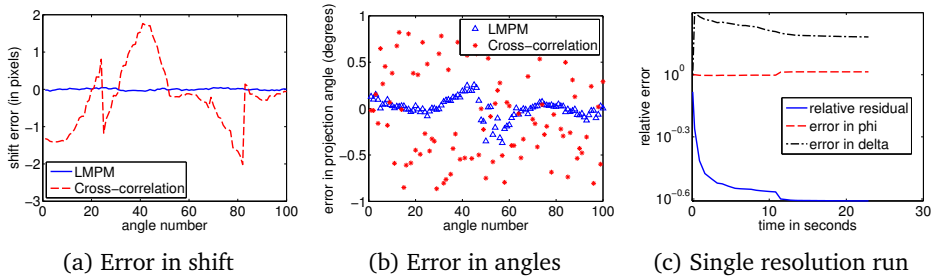 shift error (in pixels)
2
1
0
−1
−2
−3
LMPM
Cross−correlation
0
20
40
60
80
100
angle number
(a) Error in shift
error in projection angle (degrees)
1
0.5
0
−0.5
−1
LMPM
Cross−correlation
0
20
40
60
80
100
angle number
(b) Error in angles
relative error
10^0
10^−0.3
10^−0.6
relative residual
error in phi
error in delta
0
10
20
30
time in seconds
(c) Single resolution run